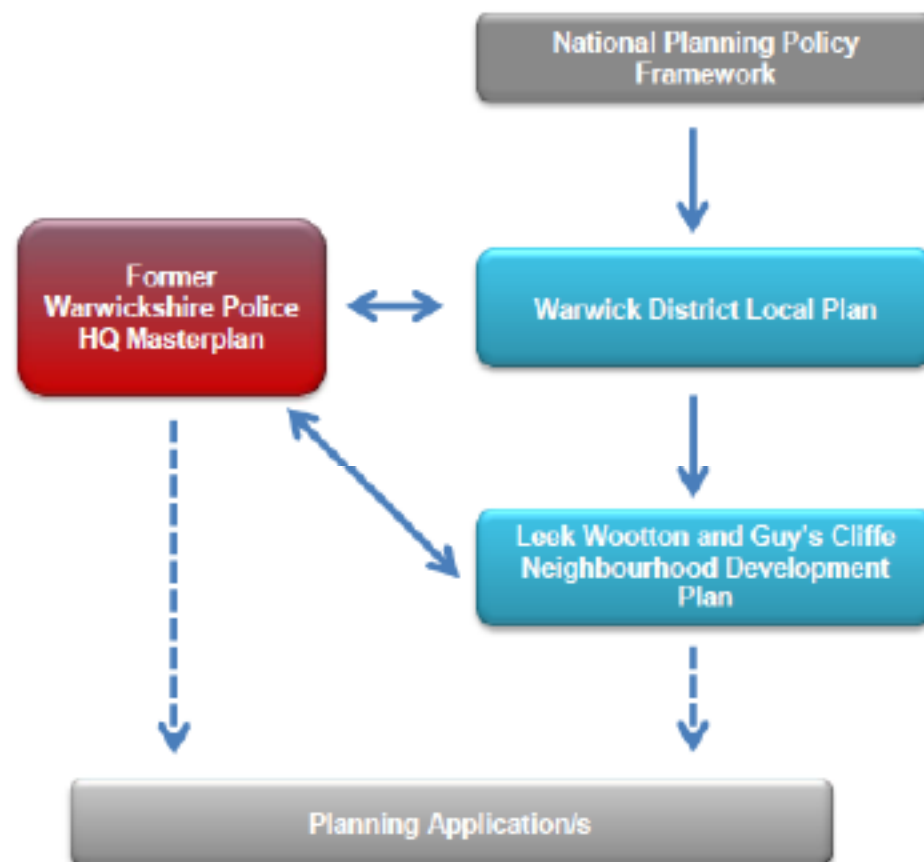 National Planning Policy
Framework
Former
Warwickshire Police
HQ Masterplan
Warwick District Local Plan
Leek Wootton and Guy's Cliffe
Neighbourhood Development
Plan
Planning Application/s